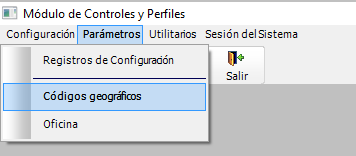 Módulo de Controles y Perfiles
Configuración Parámetros Utilitarios Sesión del Sistema
Registros de Configuración
Códigos geográficos
Oficina
Salir